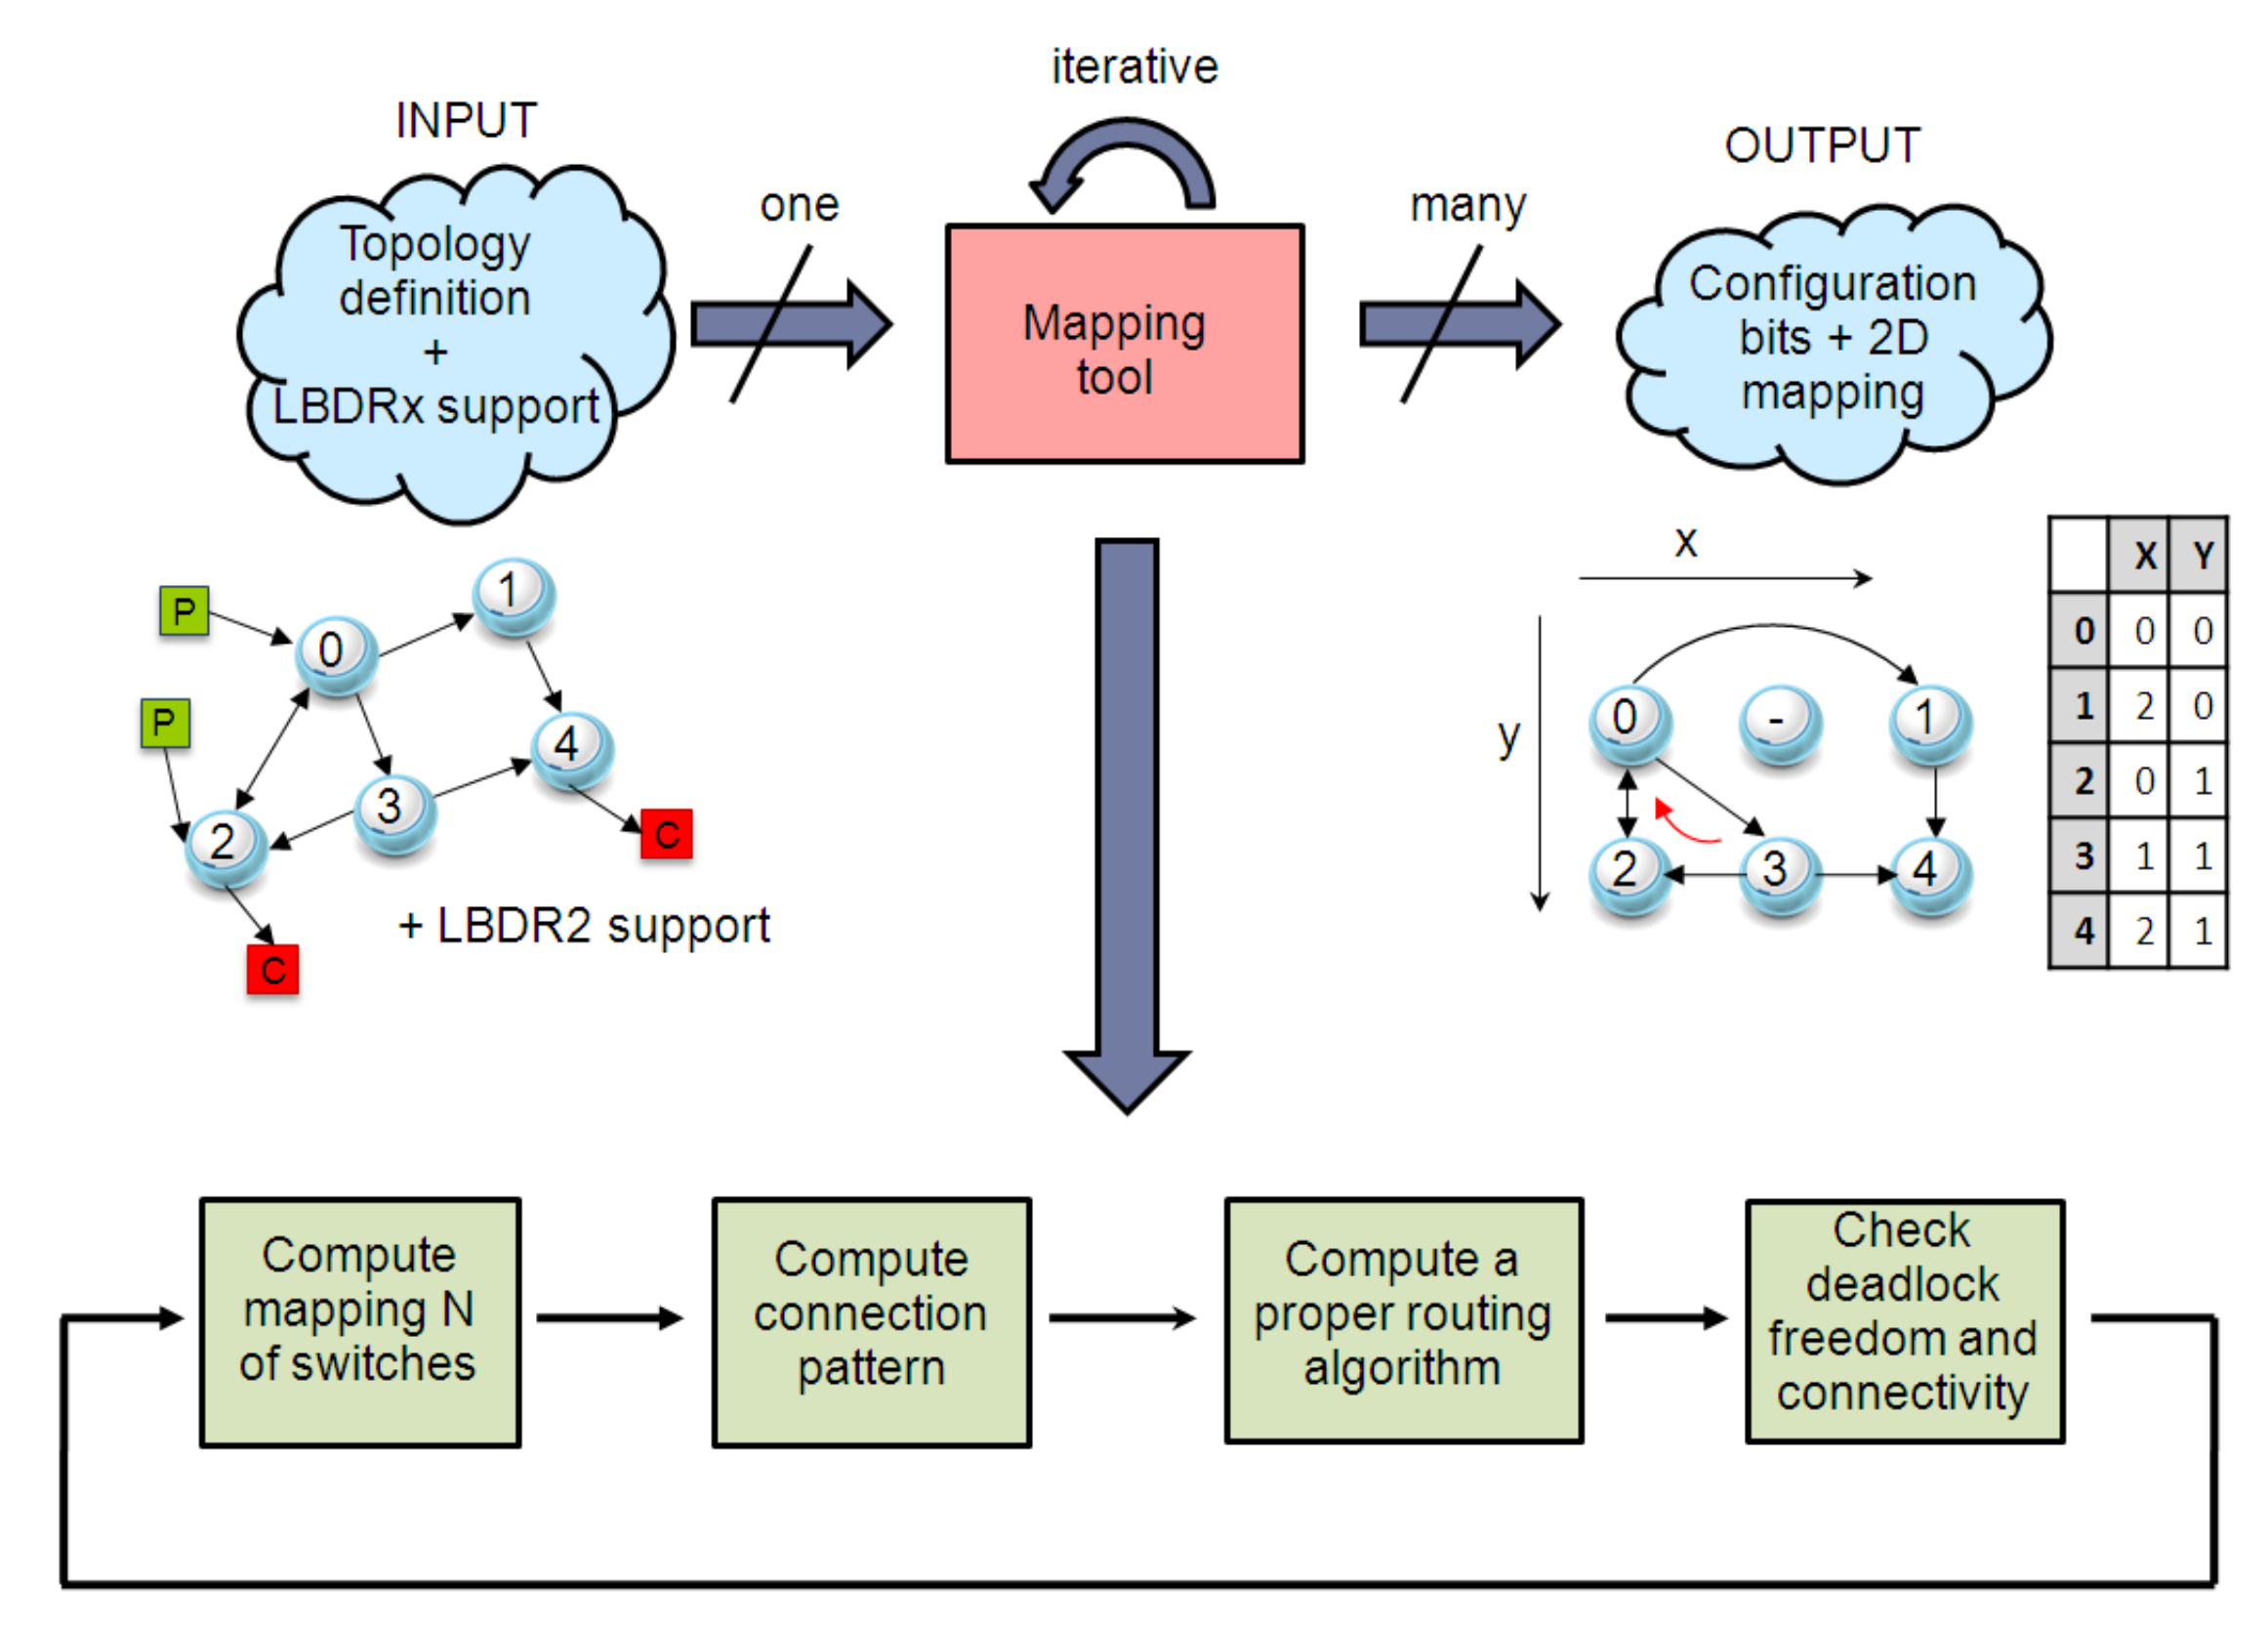 iterative
INPUT
OUTPUT
one
many
Topology
definition
+
LBDRx support
Mapping
tool
Configuration
bits + 2D
mapping
P
0
1
P
4
3
2
C
C
+ LBDR2 support
x
y
0
-
1
2
3
4
X Y
0 0 0
1 2 0
2 0 1
3 1 1
4 2 1
Compute
mapping N
of switches
Compute
connection
pattern
Compute a
proper routing
algorithm
Check
deadlock
freedom and
connectivity